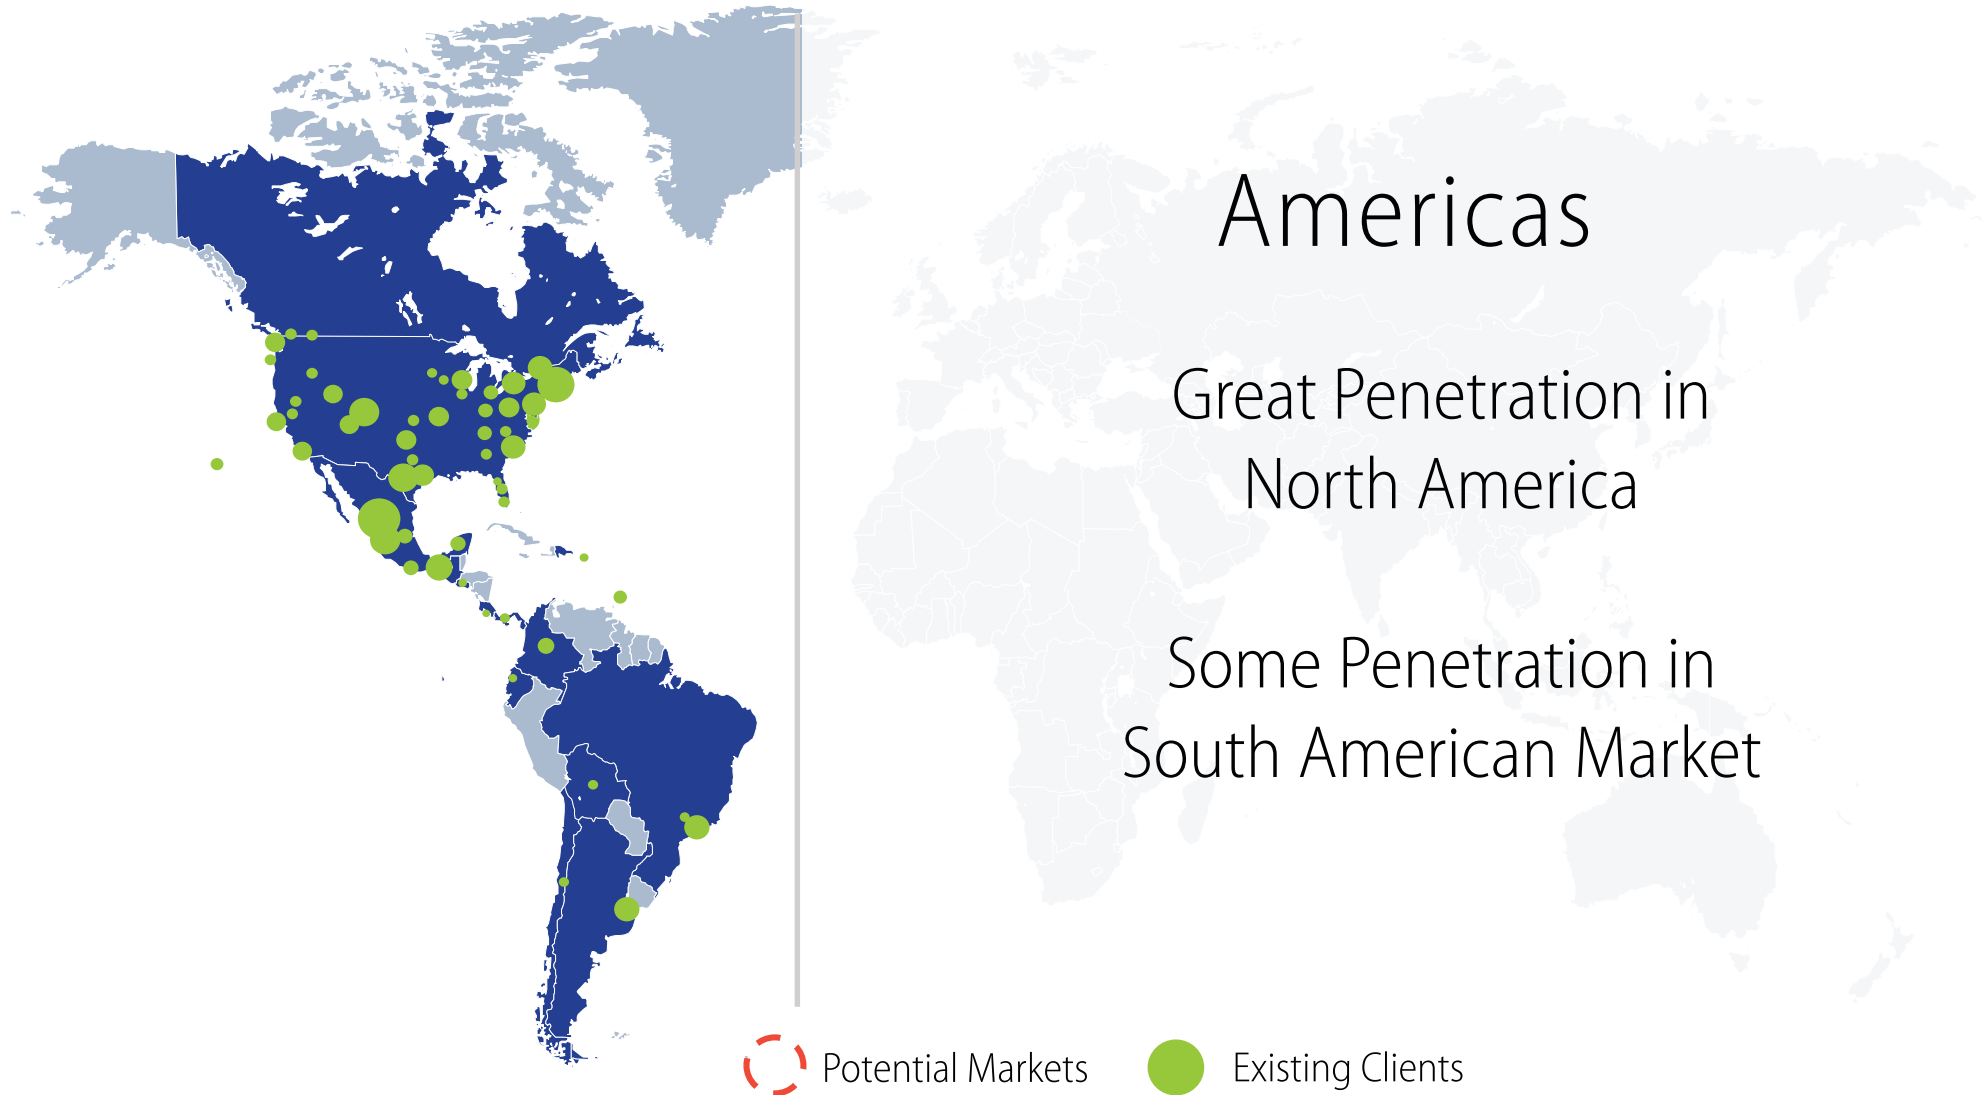 Americas
Great Penetration in
North America
Some Penetration in
South American Market
Potential Markets
Existing Clients